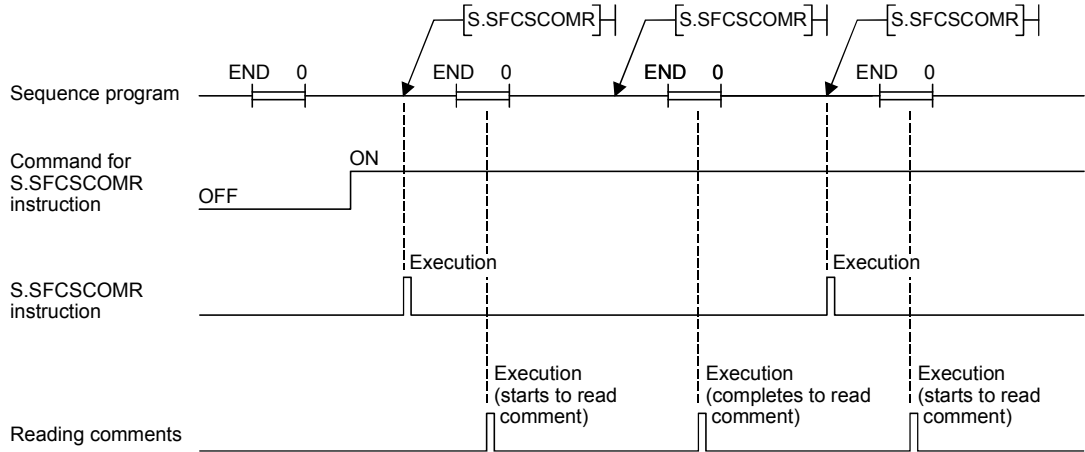 S.SFCSCOMR
S.SFCSCOMR
S.SFCSCOMR
END 0
END 0
END 0
END 0
Sequence program
Command for
S.SFCSCOMR
instruction
ON
OFF
Execution
Execution
S.SFCSCOMR
instruction
Execution
(starts to read
comment)
Execution
(completes to read
comment)
Execution
(starts to read
comment)
Reading comments